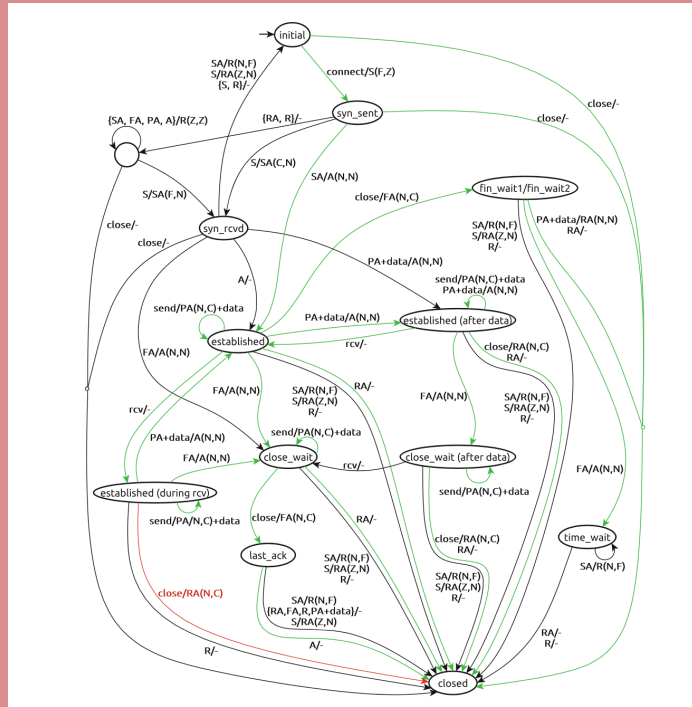 initial
SA/R(N,F)
S/RA(Z,N)
{S, R}/-
connect/S(F,Z)
close/-
{SA, FA, PA, A}/R(Z,Z)
{RA, R}/-
syn_sent
close/-
S/SA(C,N)
SA/A(N,N)
fin_wait1/fin_wait2
close/FA(N,C)
S/SA(F,N)
close/-
close/-
syn_rcvd
SA/R(N,F)
S/RA(Z,N)
R/-
PA+data/RA(N,N)
RA/-
PA+data/A(N,N)
A/-
send/PA(N,C)+data
PA+data/A(N,N)
send/PA(N,C)+data
PA+data/A(N,N)
established (after data)
established
rcv/-
close/RA(N,C)
RA/-
FA/A(N,N)
SA/R(N,F)
S/RA(Z,N)
R/-
RA/-
FA/A(N,N)
FA/A(N,N)
SA/R(N,F)
S/RA(Z,N)
R/-
rcv/-
PA+data/A(N,N)
send/PA(N,C)+data
FA/A(N,N)
close_wait
rcv/-
close_wait (after data)
FA/A(N,N)
established (during rcv)
send/PA(N,C)+data
send/PA/N,C)+data
close/FA(N,C)
RA/-
close/RA(N,C)
RA/-
time_wait
last_ack
SA/R(N,F)
S/RA(Z,N)
R/-
SA/R(N,F)
S/RA(Z,N)
R/-
SA/R(N,F)
close/RA(N,C)
SA/R(N,F)
{RA,FA,R,PA+data}/-
S/RA(Z,N)
RA/-
R/-
R/-
A/-
closed